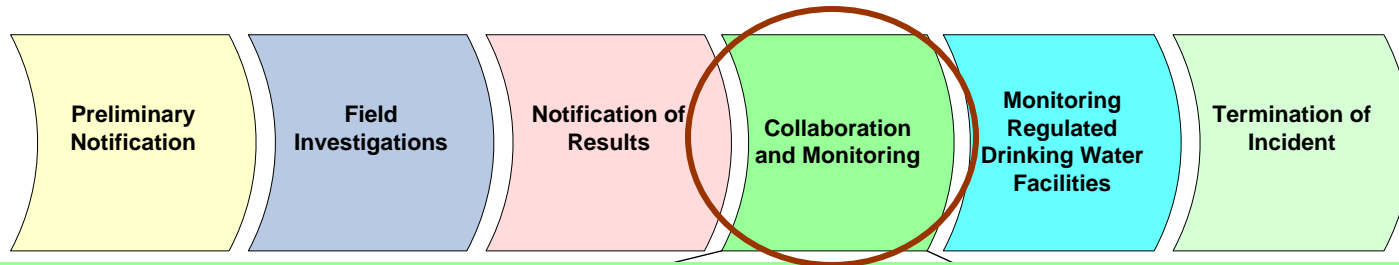 Preliminary
Notification
Field
Investigations
Notification of
Results
Collaboration
and Monitoring
Monitoring
Regulated
Drinking Water
Facilities
Termination of
Incident